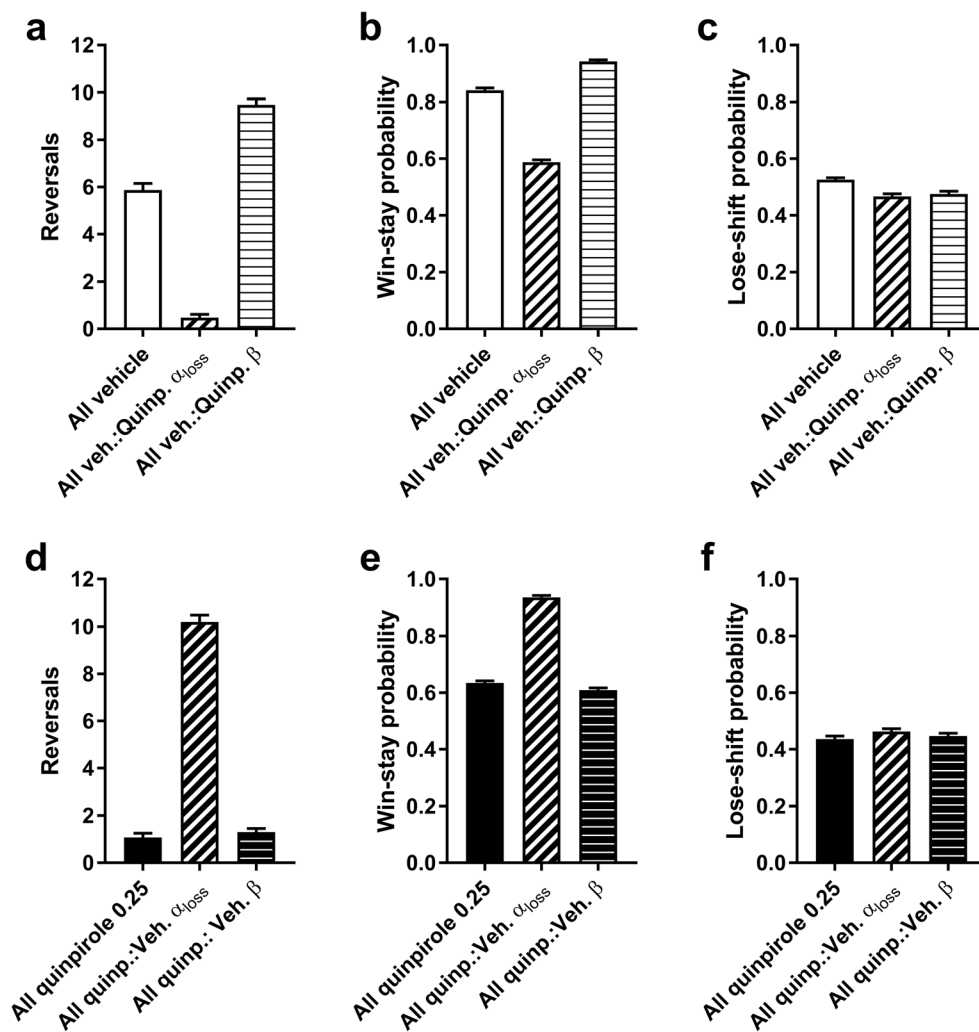 a
Reversals
12
10
8
6
4
2
0
All vehicle
All veh.::Quinp. αloss
All veh.::Quinp. β
b
Win-stay probability
1.0
0.8
0.6
0.4
0.2
0.0
All vehicle
All veh.::Quinp. αloss
All veh.::Quinp. β
c
Lose-shift probability
1.0
0.8
0.6
0.4
0.2
0.0
All vehicle
All veh.::Quinp. αloss
All veh.::Quinp. β
d
Reversals
12
10
8
6
4
2
0
All quinpirole 0.25
All quinp.::Veh. αloss
All quinp.:: Veh. β
e
Win-stay probability
1.0
0.8
0.6
0.4
0.2
0.0
All quinpirole 0.25
All quinp.::Veh. αloss
All quinp.::Veh. β
f
Lose-shift probability
1.0
0.8
0.6
0.4
0.2
0.0
All quinpirole 0.25
All quinp.::Veh. αloss
All quinp.::Veh. β